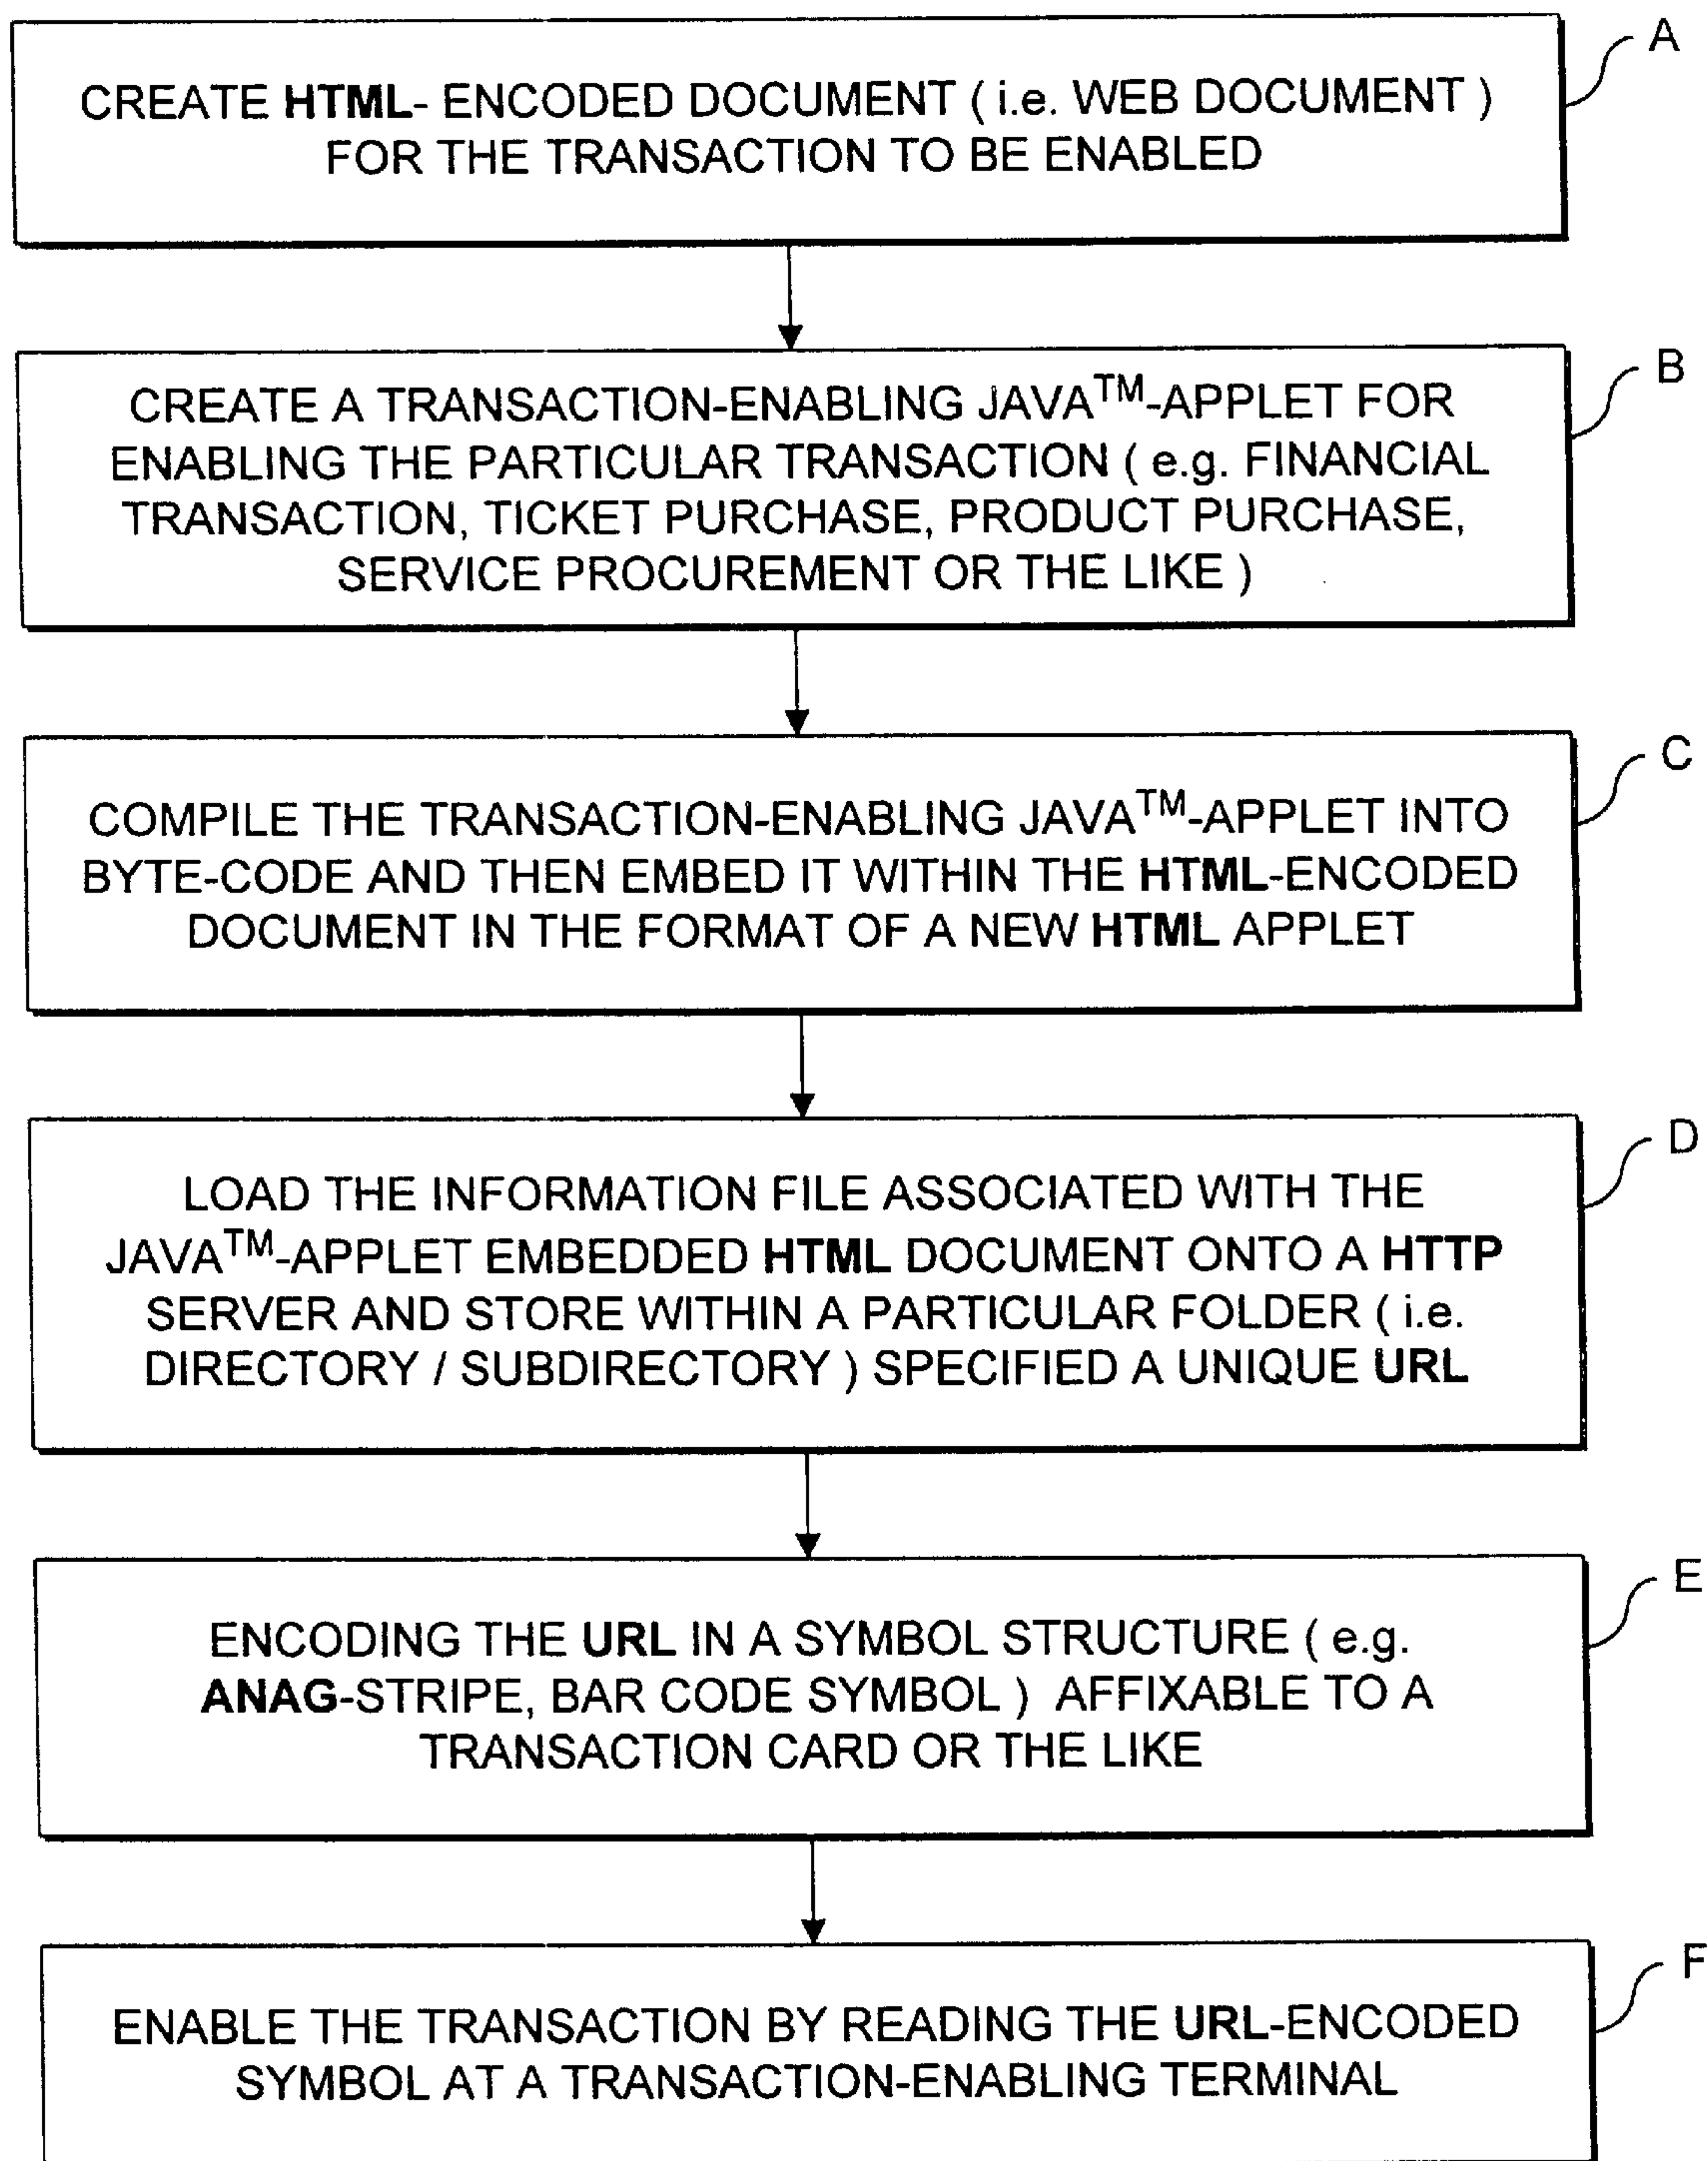 A
CREATE HTML- ENCODED DOCUMENT ( i.e. WEB DOCUMENT )
FOR THE TRANSACTION TO BE ENABLED
B
CREATE A TRANSACTION-ENABLING JAVA™-APPLET FOR
ENABLING THE PARTICULAR TRANSACTION ( e.g. FINANCIAL
TRANSACTION, TICKET PURCHASE, PRODUCT PURCHASE,
SERVICE PROCUREMENT OR THE LIKE )
C
COMPILE THE TRANSACTION-ENABLING JAVA™-APPLET INTO
BYTE-CODE AND THEN EMBED IT WITHIN THE HTML-ENCODED
DOCUMENT IN THE FORMAT OF A NEW HTML APPLET
D
LOAD THE INFORMATION FILE ASSOCIATED WITH THE
JAVA™-APPLET EMBEDDED HTML DOCUMENT ONTO A HTTP
SERVER AND STORE WITHIN A PARTICULAR FOLDER ( i.e.
DIRECTORY / SUBDIRECTORY ) SPECIFIED A UNIQUE URL
E
ENCODING THE URL IN A SYMBOL STRUCTURE ( e.g.
ANAG-STRIPE, BAR CODE SYMBOL ) AFFIXABLE TO A
TRANSACTION CARD OR THE LIKE
F
ENABLE THE TRANSACTION BY READING THE URL-ENCODED
SYMBOL AT A TRANSACTION-ENABLING TERMINAL